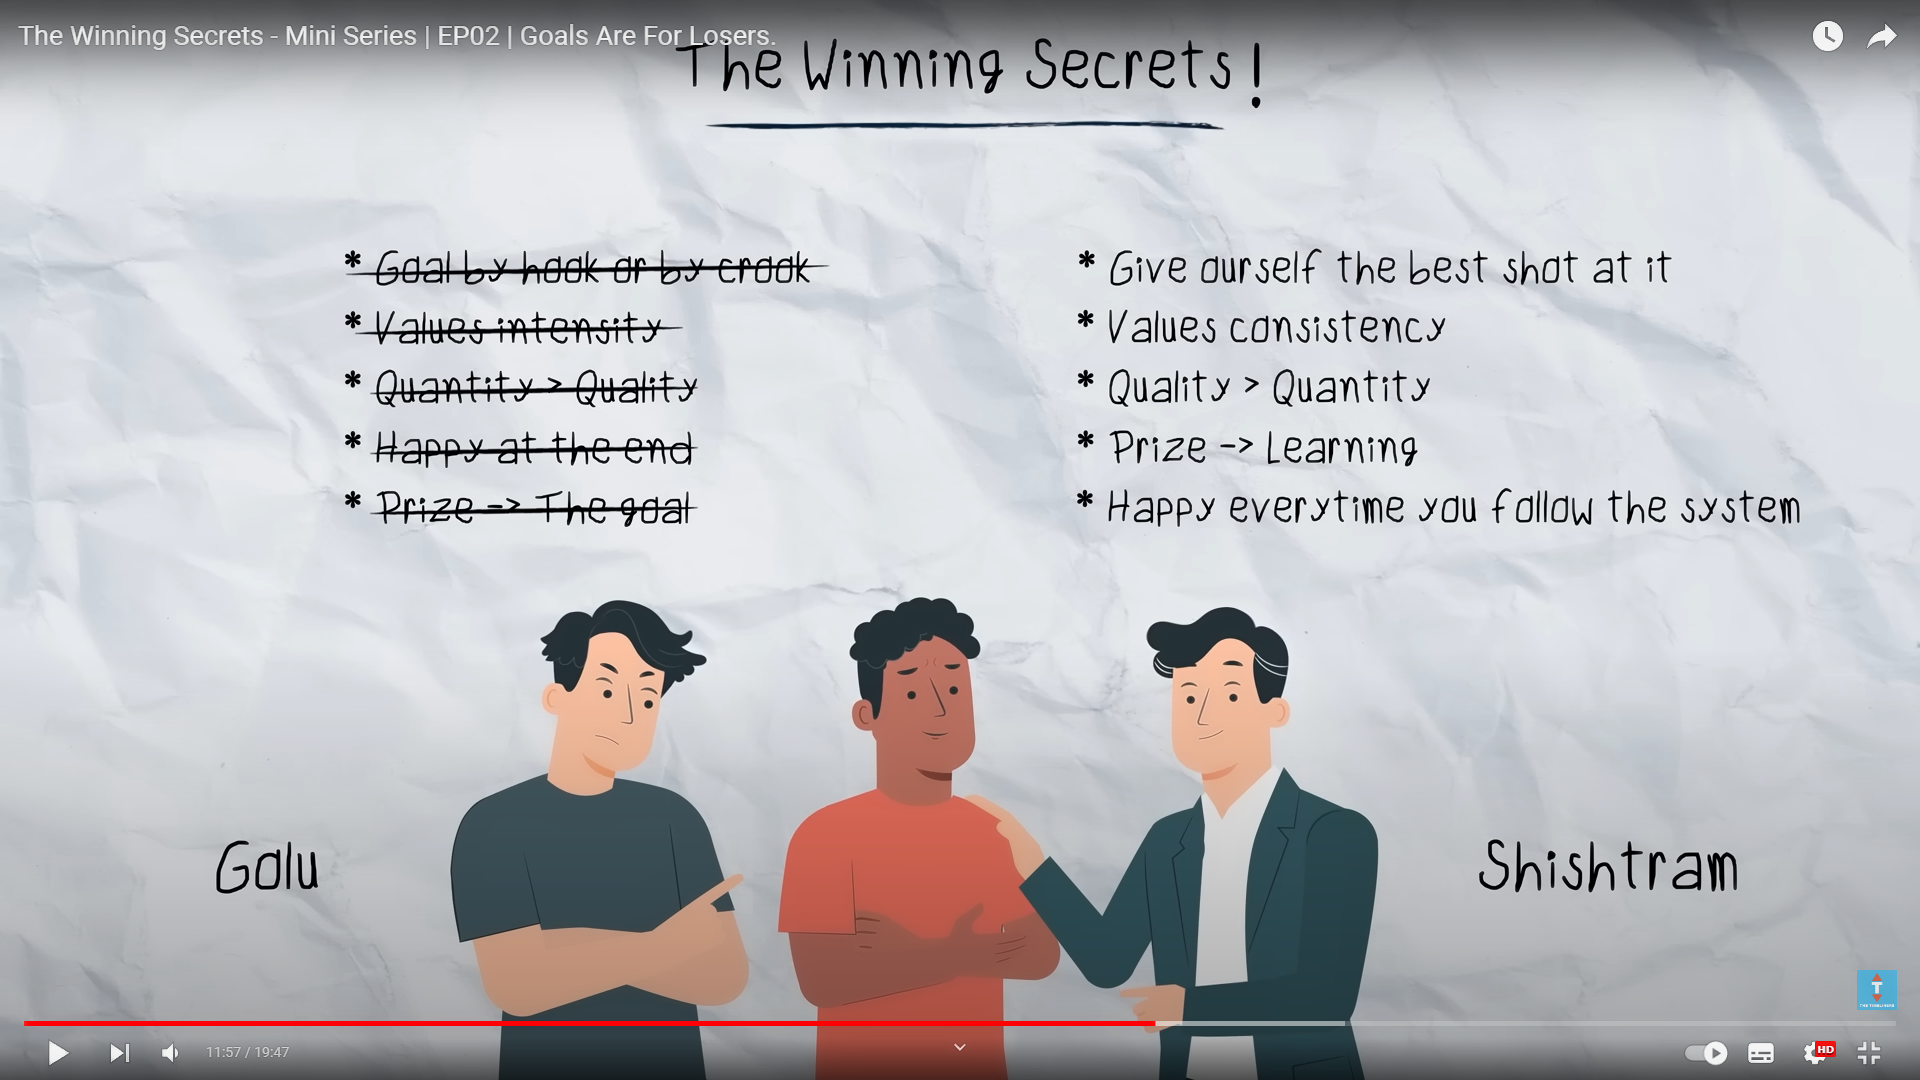 The Winning Secrets - Mini Series | EP02 | Goals Are For Losers.
The Winning Secrets!
* Goal by hook or by crook
* Values intensity
* Quantity > Quality
* Happy at the end
* Prize -> The goal
* Give ourself the best shot at it
* Values consistency
* Quality > Quantity
* Prize -> Learning
* Happy everytime you follow the system
Golu
Shishtram
T
11:57 / 19:47
HD